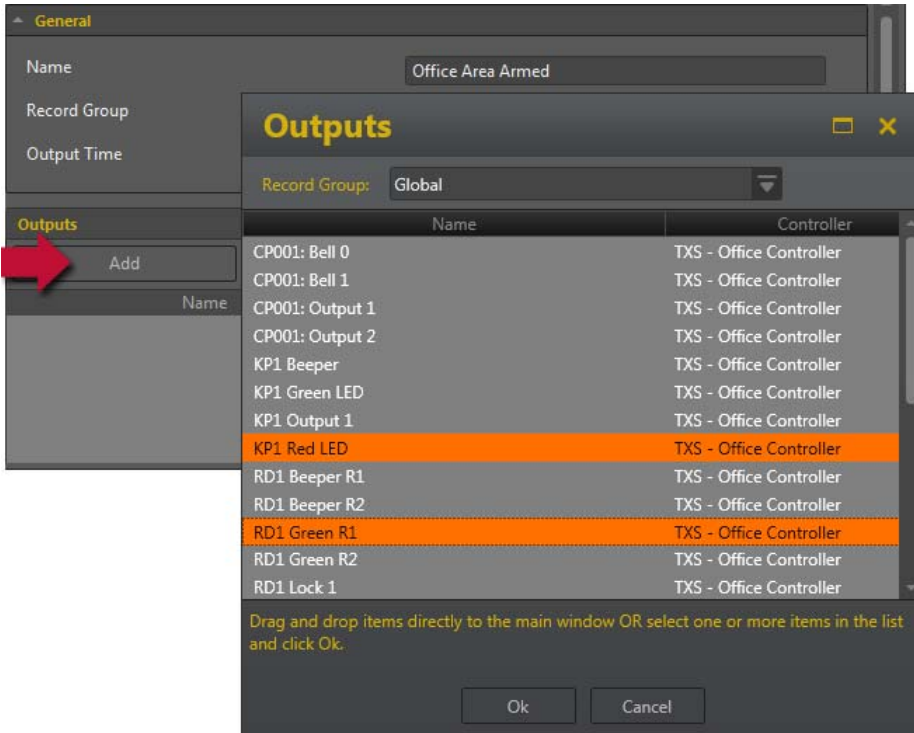 General
Name
Office Area Armed
Record Group
Output Time
Outputs
Add
Name
Outputs
Record Group:
Global
Name Controller
CP001: Bell 0 TXS - Office Controller
CP001: Bell 1 TXS - Office Controller
CP001: Output 1 TXS - Office Controller
CP001: Output 2 TXS - Office Controller
KP1 Beeper TXS - Office Controller
KP1 Green LED TXS - Office Controller
KP1 Output 1 TXS - Office Controller
KP1 Red LED TXS - Office Controller
RD1 Beeper R1 TXS - Office Controller
RD1 Beeper R2 TXS - Office Controller
RD1 Green R1 TXS - Office Controller
RD1 Green R2 TXS - Office Controller
RD1 Lock 1 TXS - Office Controller
Drag and drop items directly to the main window OR select one or more items in the list
and click Ok.
Ok Cancel